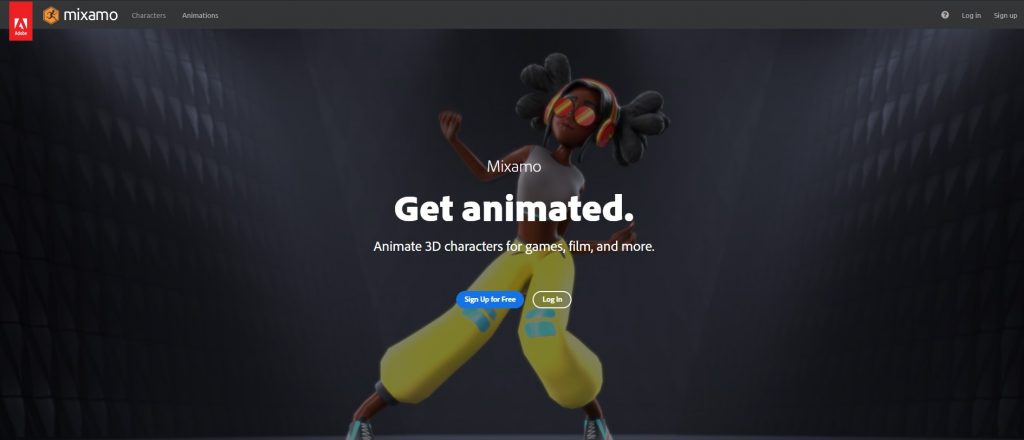 Adobe
mixamo
Characters
Animations
Log in
Sign up
Mixamo
Get animated.
Animate 3D characters for games, film, and more.
Sign Up for Free
Log In